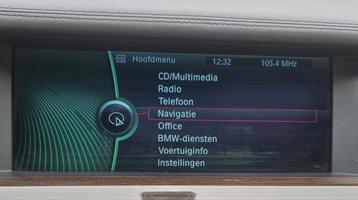 Hoofdmenu 12:32 105.4 MHz
CD/Multimedia
Radio
Telefoon
Navigatie
Office
BMW-diensten
Voertuiginfo
Instellingen